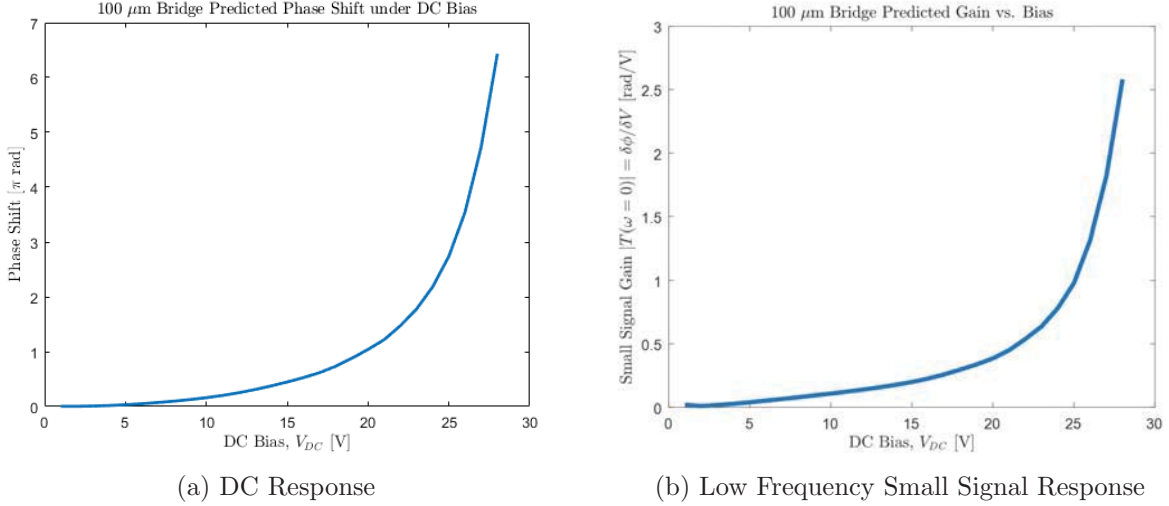 100 μm Bridge Predicted Phase Shift under DC Bias
7
6
5
4
3
2
1
0
Phase Shift [π rad]
0 5 10 15 20 25 30
DC Bias, V_DC [V]
(a) DC Response
100 μm Bridge Predicted Gain vs. Bias
3
2.5
2
1.5
1
0.5
0
Small Signal Gain |T(ω = 0)| = δϕ/δV [rad/V]
0 5 10 15 20 25 30
DC Bias, V_DC [V]
(b) Low Frequency Small Signal Response